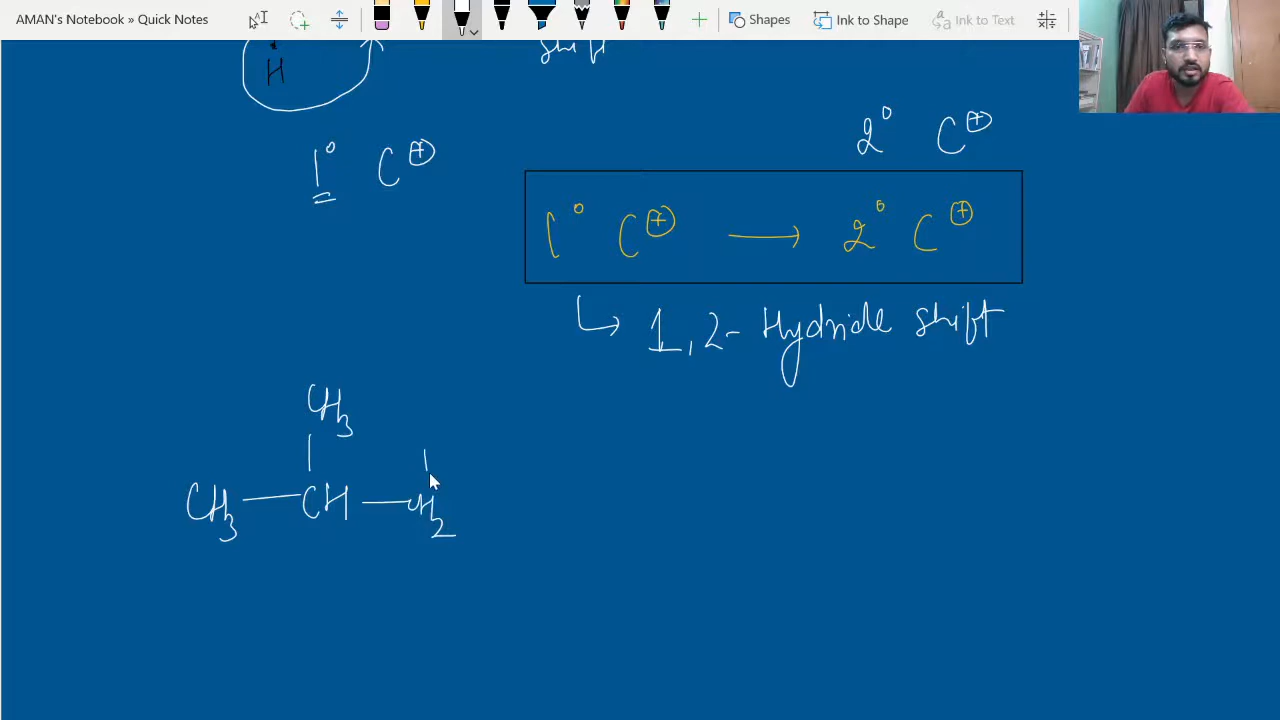 AMAN's Notebook » Quick Notes
Shapes
Ink to Shape
Ink to Text
H
shift
1° C⊕
2° C⊕
1° C⊕ ⟶ 2° C⊕
↳ 1,2- Hydride shift
CH3
|
CH3 — CH — CH2